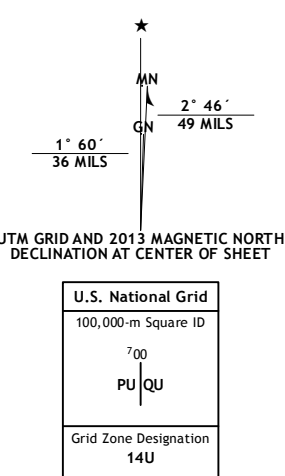 ★
MN
GN
2° 46´
49 MILS
1° 60´
36 MILS
UTM GRID AND 2013 MAGNETIC NORTH
DECLINATION AT CENTER OF SHEET
U.S. National Grid
100,000-m Square ID
⁷00
PU QU
Grid Zone Designation
14U